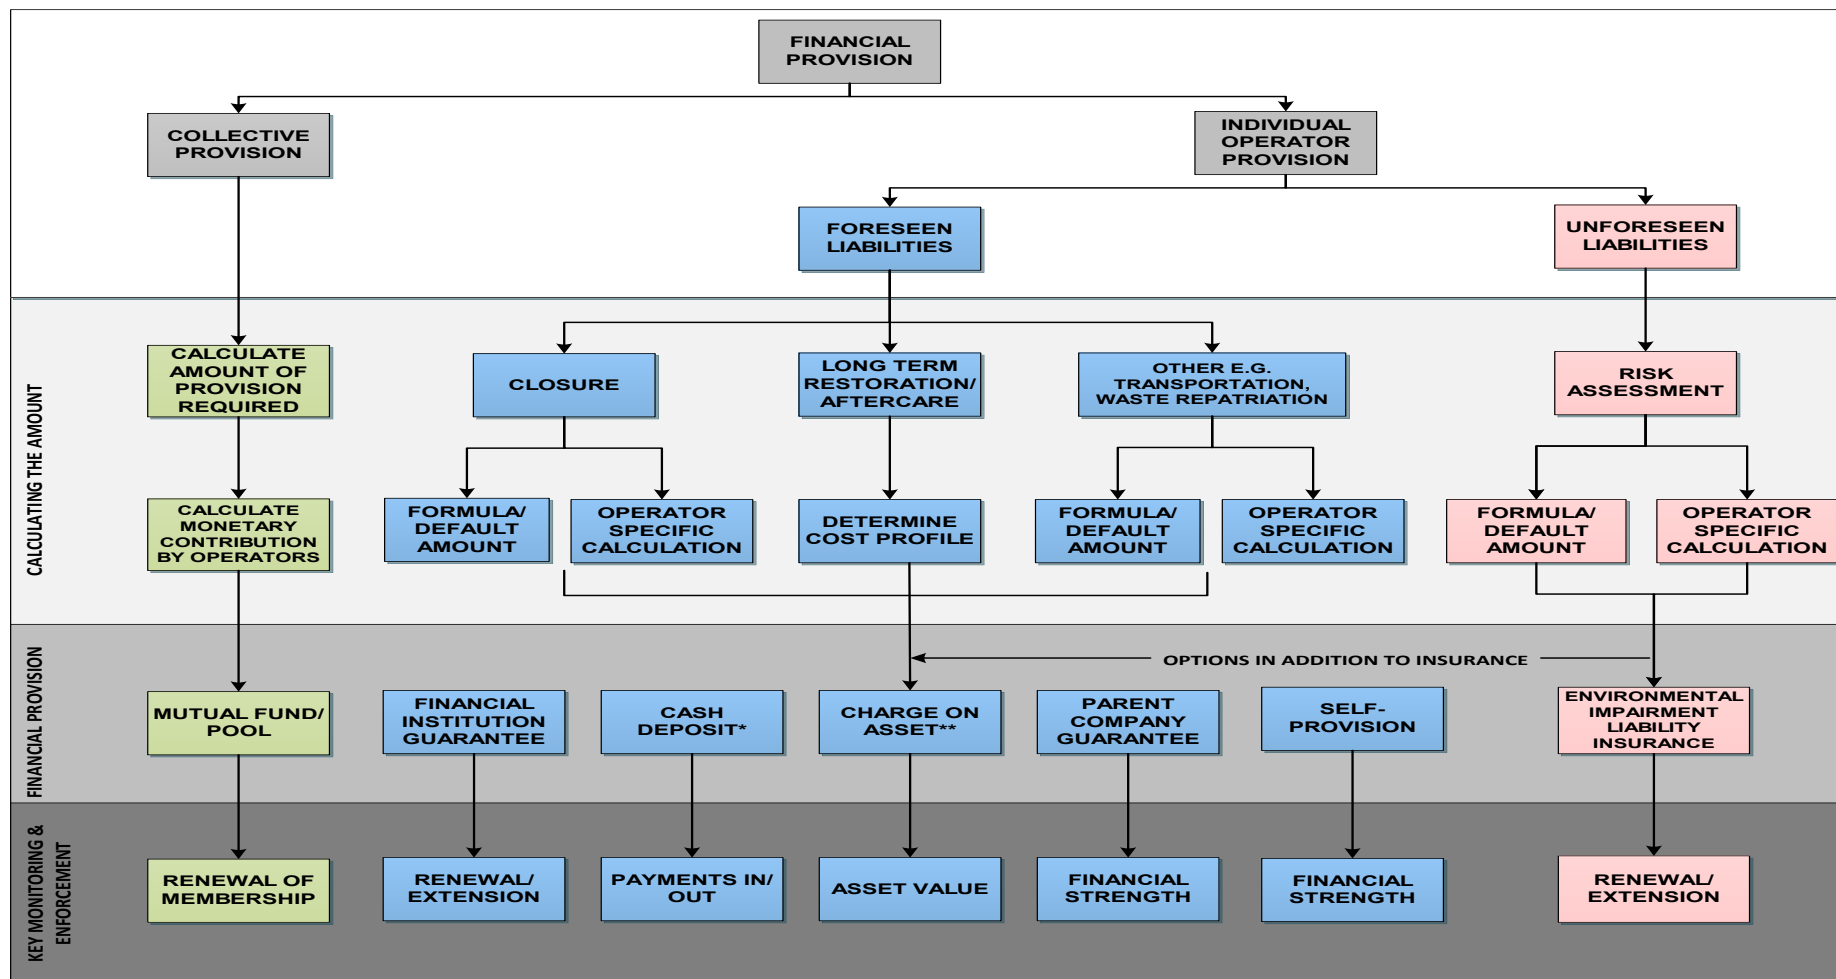 FINANCIAL
PROVISION
COLLECTIVE
PROVISION
INDIVIDUAL
OPERATOR
PROVISION
FORESEEN
LIABILITIES
UNFORESEEN
LIABILITIES
CALCULATING THE AMOUNT
CALCULATE
AMOUNT OF
PROVISION
REQUIRED
CLOSURE
LONG TERM
RESTORATION/
AFTERCARE
OTHER E.G.
TRANSPORTATION,
WASTE REPATRIATION
RISK
ASSESSMENT
CALCULATE
MONETARY
CONTRIBUTION
BY OPERATORS
FORMULA/
DEFAULT
AMOUNT
OPERATOR
SPECIFIC
CALCULATION
DETERMINE
COST PROFILE
FORMULA/
DEFAULT
AMOUNT
OPERATOR
SPECIFIC
CALCULATION
FORMULA/
DEFAULT
AMOUNT
OPERATOR
SPECIFIC
CALCULATION
FINANCIAL PROVISION
OPTIONS IN ADDITION TO INSURANCE
MUTUAL FUND/
POOL
FINANCIAL
INSTITUTION
GUARANTEE
CASH
DEPOSIT*
CHARGE ON
ASSET**
PARENT
COMPANY
GUARANTEE
SELF-
PROVISION
ENVIRONMENTAL
IMPAIRMENT
LIABILITY
INSURANCE
KEY MONITORING &
ENFORCEMENT
RENEWAL OF
MEMBERSHIP
RENEWAL/
EXTENSION
PAYMENTS IN/
OUT
ASSET VALUE
FINANCIAL
STRENGTH
FINANCIAL
STRENGTH
RENEWAL/
EXTENSION